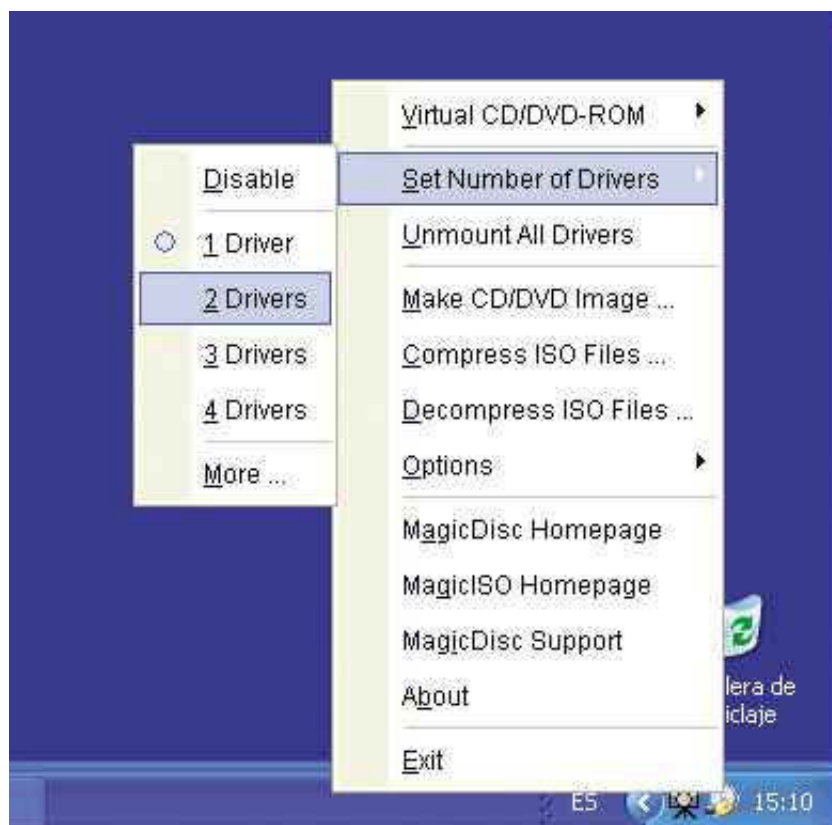 Virtual CD/DVD-ROM
Set Number of Drivers
Unmount All Drivers
Make CD/DVD Image ...
Compress ISO Files ...
Decompress ISO Files ...
Options
MagicDisc Homepage
MagicISO Homepage
MagicDisc Support
About
Exit
Disable
1 Driver
2 Drivers
3 Drivers
4 Drivers
More ...
lera de
iclaje
ES 15:10